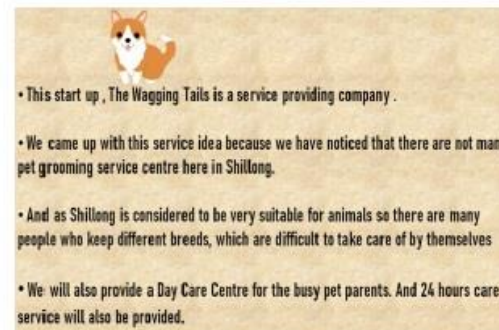 • This start up , The Wagging Tails is a service providing company .
• We came up with this service idea because we have noticed that there are not
pet grooming service centre here in Shillong.
• And as Shillong is considered to be very suitable for animals so there are many
people who keep different breeds, which are difficult to take care of by themselves
• We will also provide a Day Care Centre for the busy pet parents. And 24 hours care
service will also be provided.